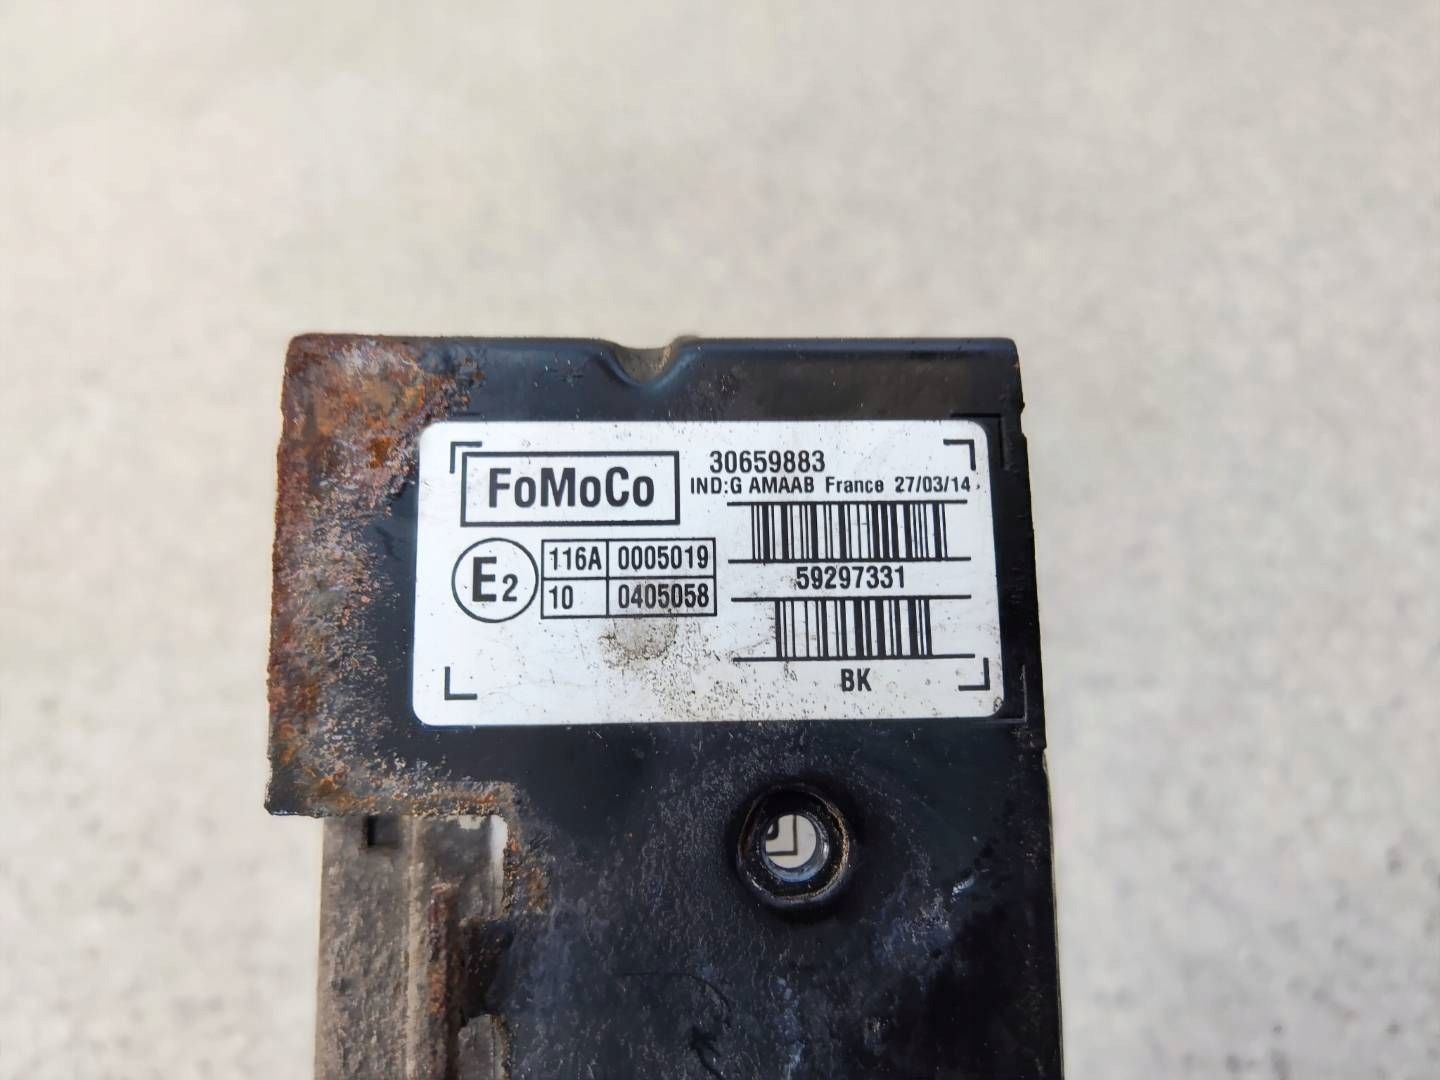 FoMoCo
30659883
IND:G AMAAB France 27/03/14
E2
116A 0005019
10 0405058
59297331
BK